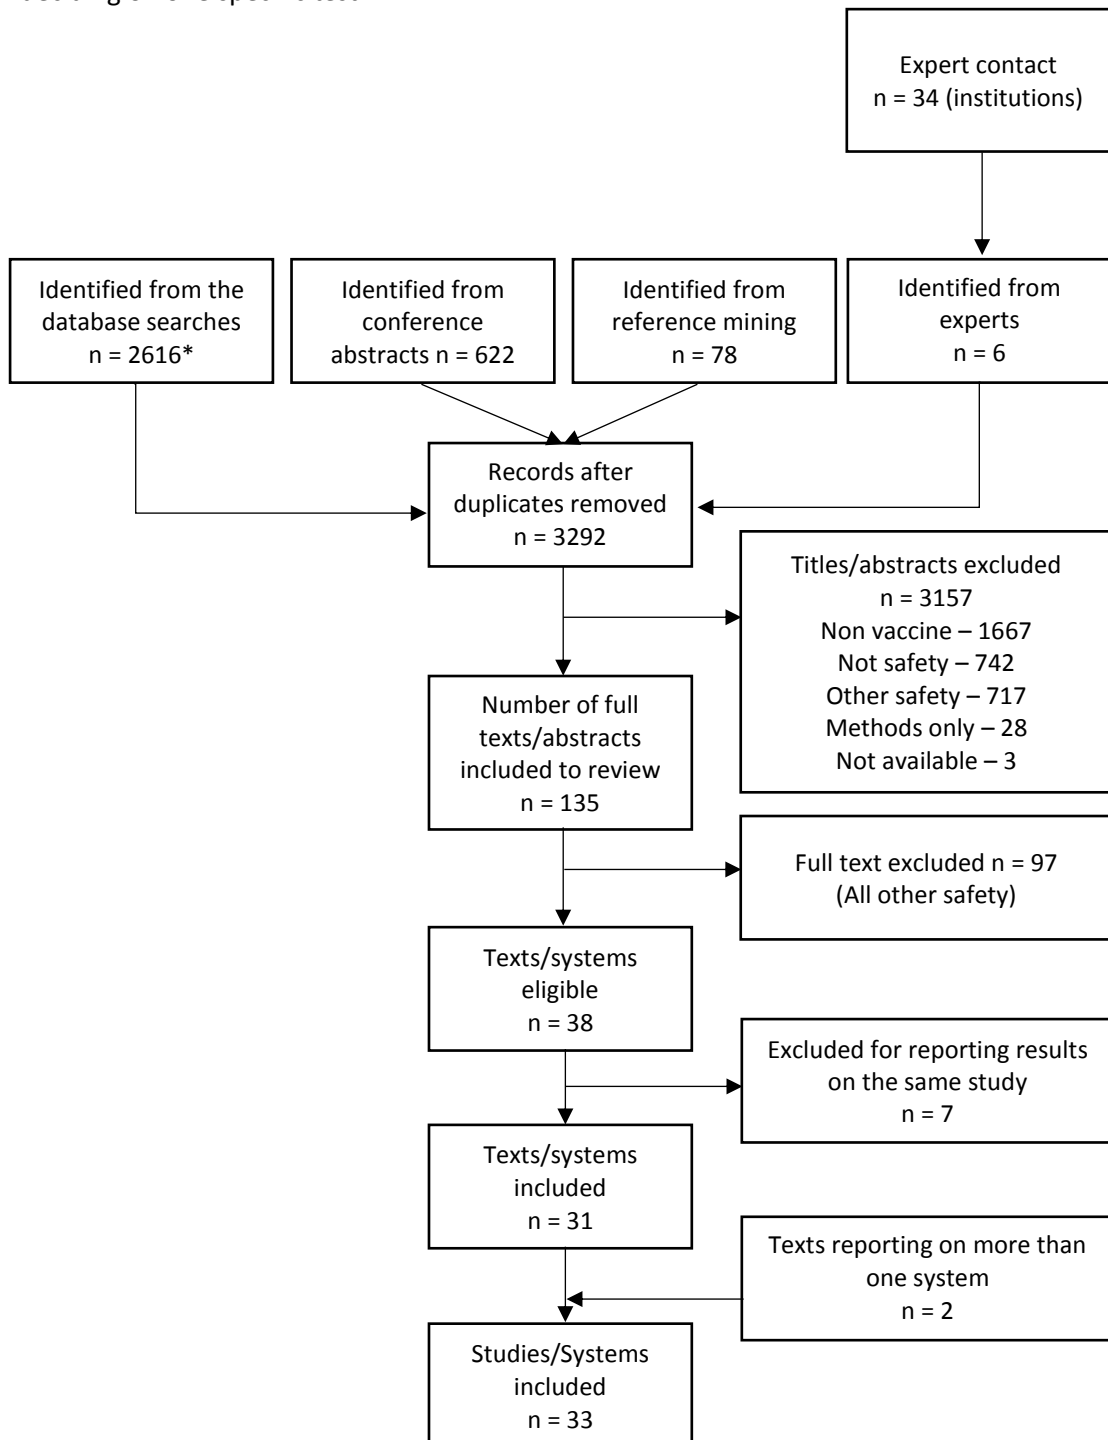 Expert contact
n = 34 (institutions)
Identified from the
database searches
n = 2616*
Identified from
conference
abstracts n = 622
Identified from
reference mining
n = 78
Identified from
experts
n = 6
Records after
duplicates removed
n = 3292
Titles/abstracts excluded
n = 3157
Non vaccine – 1667
Not safety – 742
Other safety – 717
Methods only – 28
Not available – 3
Number of full
texts/abstracts
included to review
n = 135
Full text excluded n = 97
(All other safety)
Texts/systems
eligible
n = 38
Excluded for reporting results
on the same study
n = 7
Texts/systems
included
n = 31
Texts reporting on more than
one system
n = 2
Studies/Systems
included
n = 33